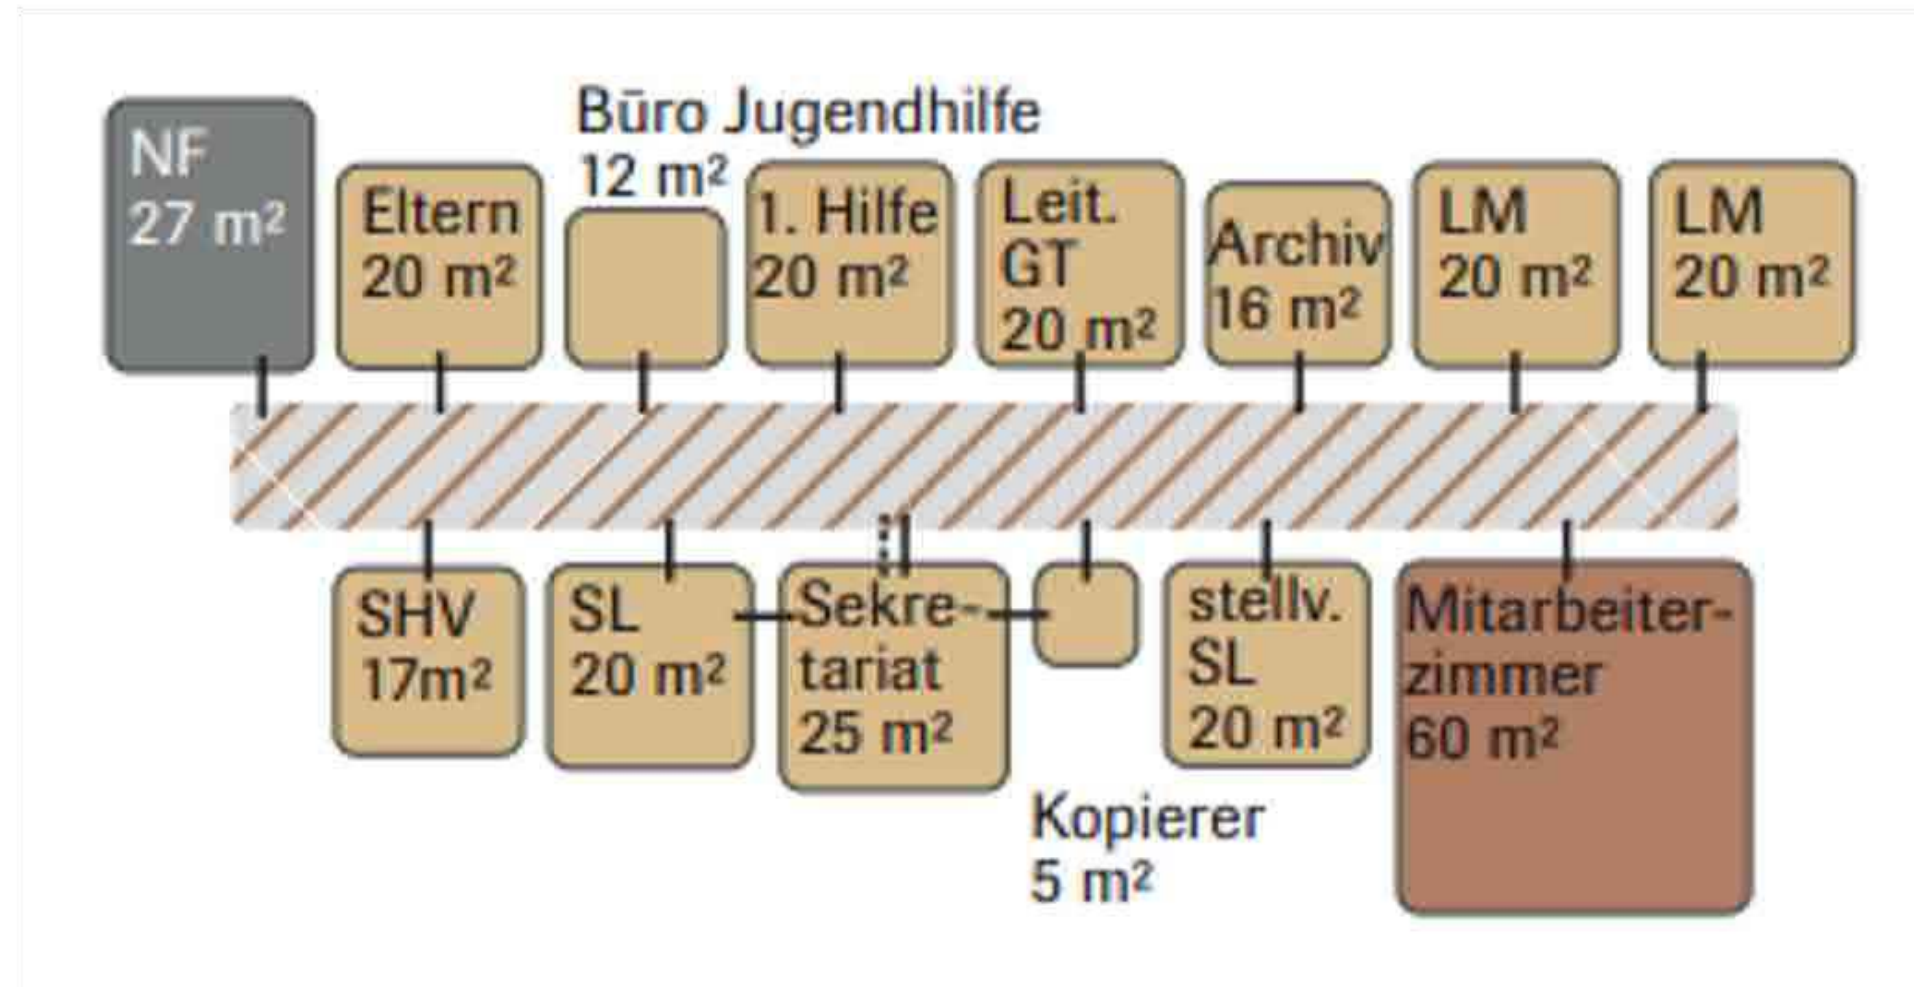 NF
27 m²
Eltern
20 m²
Büro Jugendhilfe
12 m²
1. Hilfe
20 m²
Leit.
GT
20 m²
Archiv
16 m²
LM
20 m²
LM
20 m²
SHV
17m²
SL
20 m²
Sekre-
tariat
25 m²
Kopierer
5 m²
stellv.
SL
20 m²
Mitarbeiter-
zimmer
60 m²